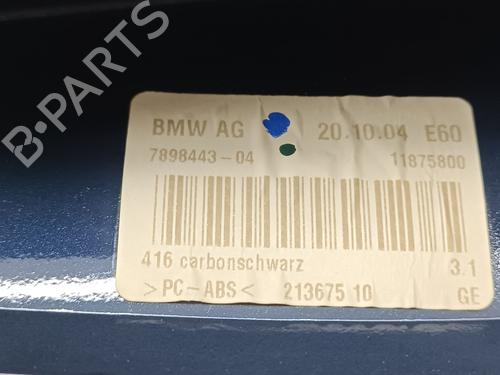 B-PARTS
BMW AG 20.10.04 E60
7898443-04 11875800
416 carbonschwarz 3.1
>PC-ABS< 213675 10 GE